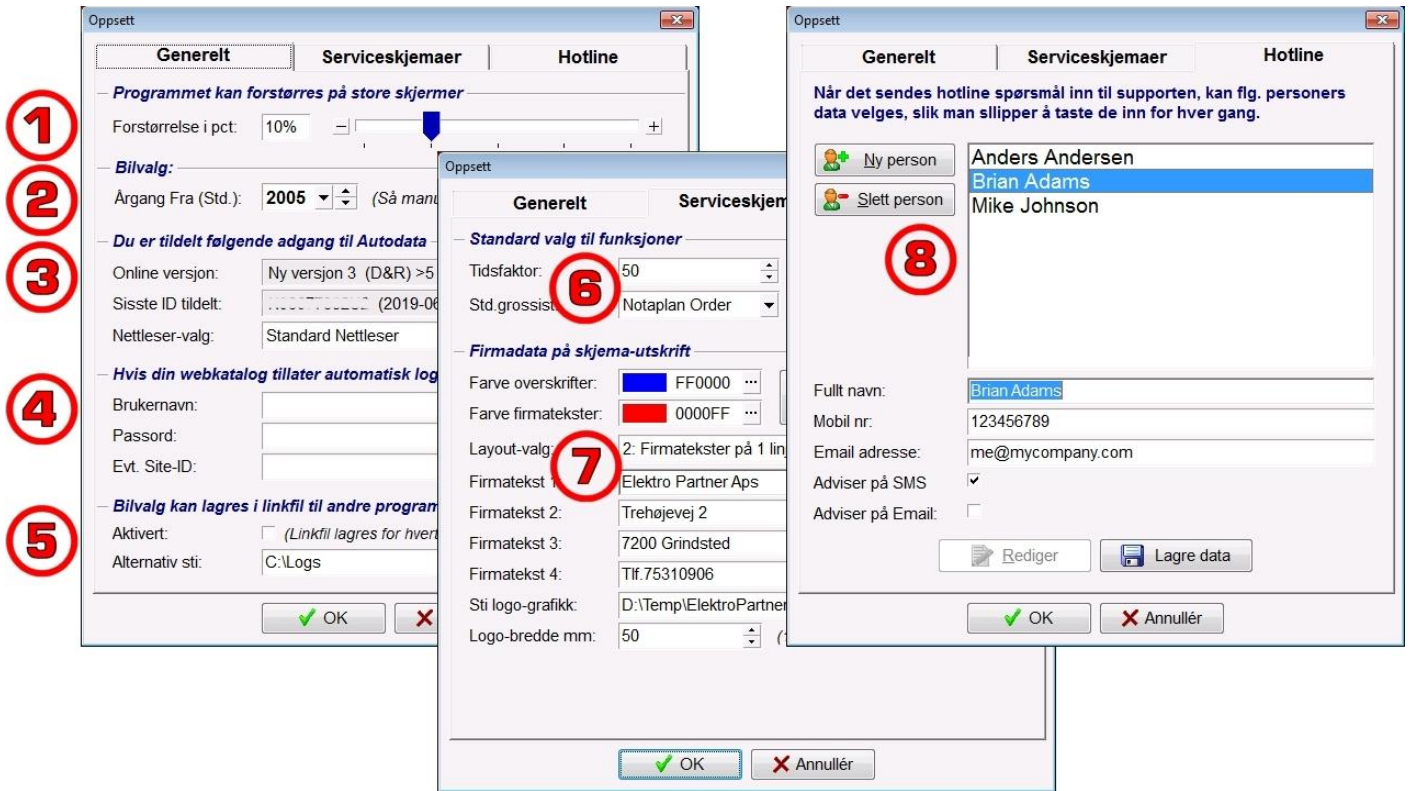 Oppsett
Generelt
Serviceskjemaer
Hotline
1
Programmet kan forstørres på store skjermer
Forstørrelse i pct: 10%
2
Bilvalg:
Årgang Fra (Std.): 2005 (Så manu
3
Du er tildelt følgende adgang til Autodata
Online versjon: Ny versjon 3 (D&R) >5
Sisste ID tildelt: (2019-06
Nettleser-valg: Standard Nettleser
4
Hvis din webkatalog tillater automatisk log
Brukernavn:
Passord:
Evt. Site-ID:
5
Bilvalg kan lagres i linkfil til andre program
Aktivert: (Linkfil lagres for hvert
Alternativ sti: C:\Logs
OK
Oppsett
Generelt
Serviceskjem
Standard valg til funksjoner
6
Tidsfaktor: 50
Std.grossist Notaplan Order
Firmadata på skjema-utskrift
Farve overskrifter: FF0000 ...
Farve firmatekster: 0000FF ...
7
Layout-valg: 2: Firmatekster på 1 linj
Firmatekst 1 Elektro Partner Aps
Firmatekst 2: Trehøjevej 2
Firmatekst 3: 7200 Grindsted
Firmatekst 4: Tlf.75310906
Sti logo-grafikk: D:\Temp\ElektroPartner
Logo-bredde mm: 50
OK
Annullér
Oppsett
Generelt
Serviceskjemaer
Hotline
Når det sendes hotline spørsmål inn til supporten, kan flg. personers
data velges, slik man sllipper å taste de inn for hver gang.
Ny person
Slett person
8
Anders Andersen
Brian Adams
Mike Johnson
Fullt navn: Brian Adams
Mobil nr: 123456789
Email adresse: me@mycompany.com
Adviser på SMS
Adviser på Email:
Rediger
Lagre data
OK
Annullér